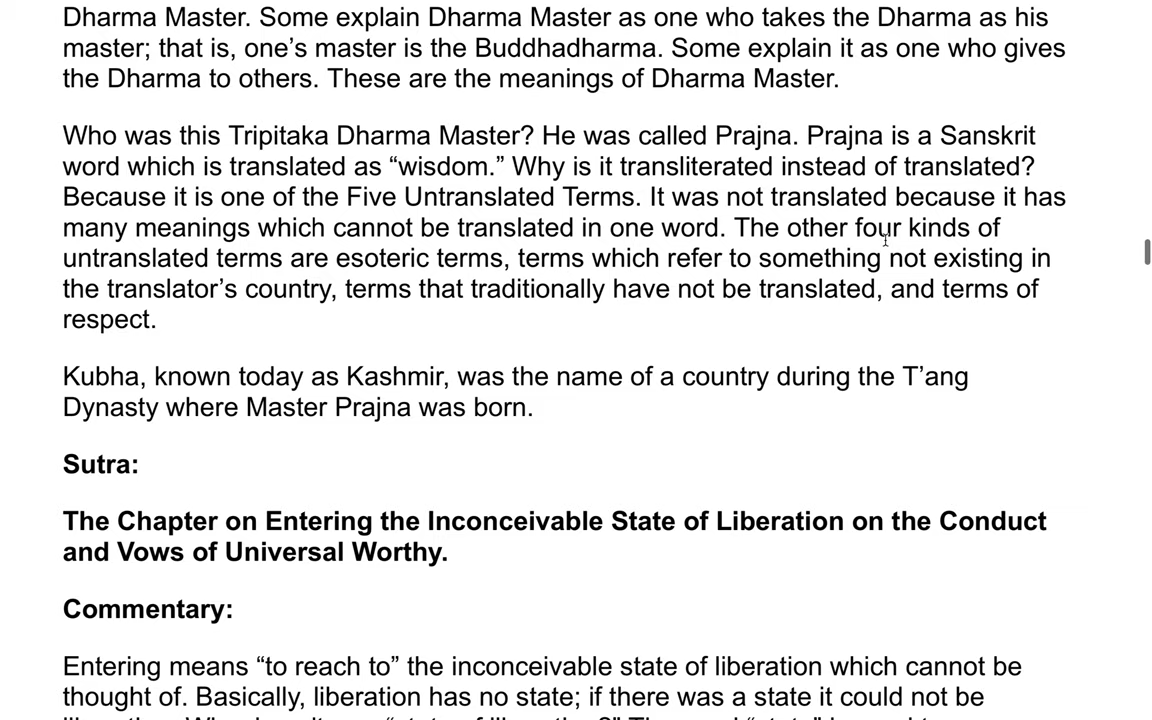 Dharma Master. Some explain Dharma Master as one who takes the Dharma as his
master; that is, one’s master is the Buddhadharma. Some explain it as one who gives
the Dharma to others. These are the meanings of Dharma Master.
Who was this Tripitaka Dharma Master? He was called Prajna. Prajna is a Sanskrit
word which is translated as “wisdom.” Why is it transliterated instead of translated?
Because it is one of the Five Untranslated Terms. It was not translated because it has
many meanings which cannot be translated in one word. The other four kinds of
untranslated terms are esoteric terms, terms which refer to something not existing in
the translator’s country, terms that traditionally have not be translated, and terms of
respect.
Kubha, known today as Kashmir, was the name of a country during the T’ang
Dynasty where Master Prajna was born.
Sutra:
The Chapter on Entering the Inconceivable State of Liberation on the Conduct
and Vows of Universal Worthy.
Commentary:
Entering means “to reach to” the inconceivable state of liberation which cannot be
thought of. Basically, liberation has no state; if there was a state it could not be